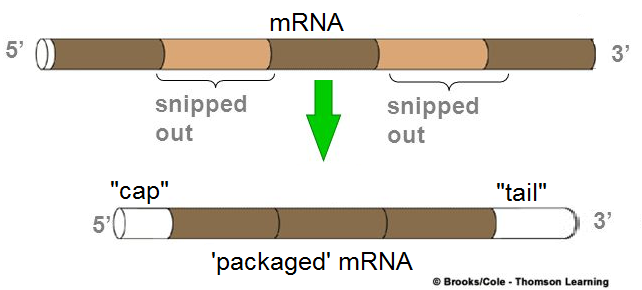 mRNA
5’ 3’
snipped
out
snipped
out
"cap" "tail"
5’ 3’
'packaged' mRNA
© Brooks/Cole - Thomson Learning